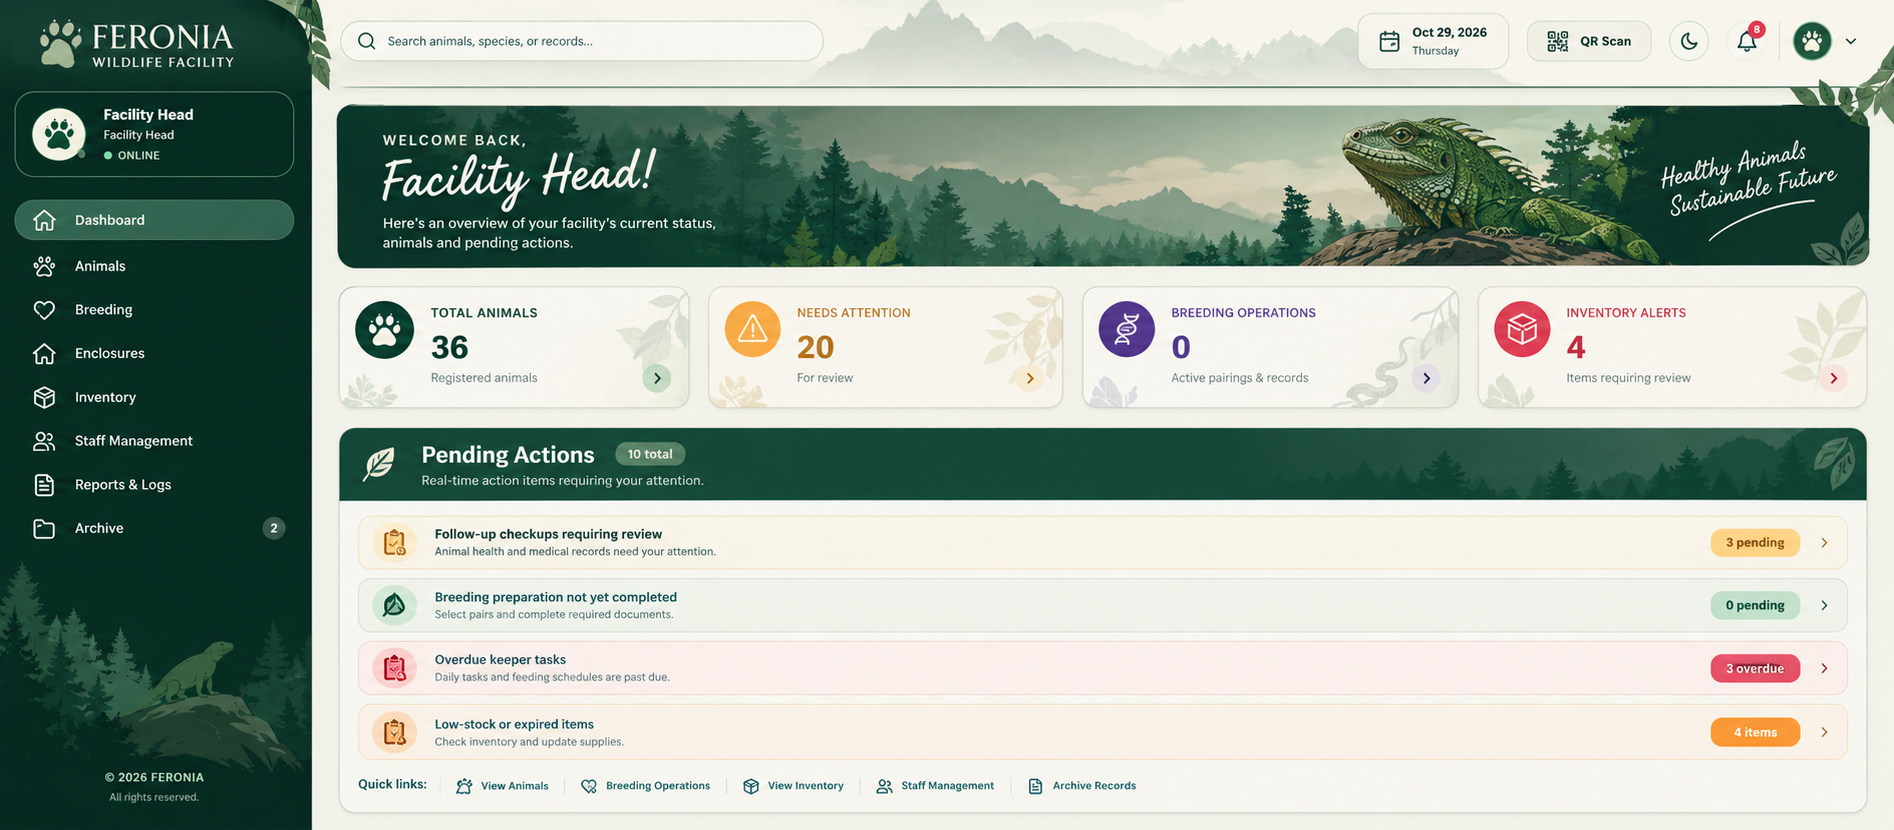 FERONIA
WILDLIFE FACILITY
Facility Head
Facility Head
ONLINE
Dashboard
Animals
Breeding
Enclosures
Inventory
Staff Management
Reports & Logs
Archive
2
© 2026 FERONIA
All rights reserved.
Search animals, species, or records...
Oct 29, 2026
Thursday
QR Scan
8
WELCOME BACK,
Facility Head!
Here's an overview of your facility's current status,
animals and pending actions.
Healthy Animals
Sustainable Future
TOTAL ANIMALS
36
Registered animals
NEEDS ATTENTION
20
For review
BREEDING OPERATIONS
0
Active pairings & records
INVENTORY ALERTS
4
Items requiring review
Pending Actions
10 total
Real-time action items requiring your attention.
Follow-up checkups requiring review
Animal health and medical records need your attention.
3 pending
Breeding preparation not yet completed
Select pairs and complete required documents.
0 pending
Overdue keeper tasks
Daily tasks and feeding schedules are past due.
3 overdue
Low-stock or expired items
Check inventory and update supplies.
4 items
Quick links:
View Animals
Breeding Operations
View Inventory
Staff Management
Archive Records